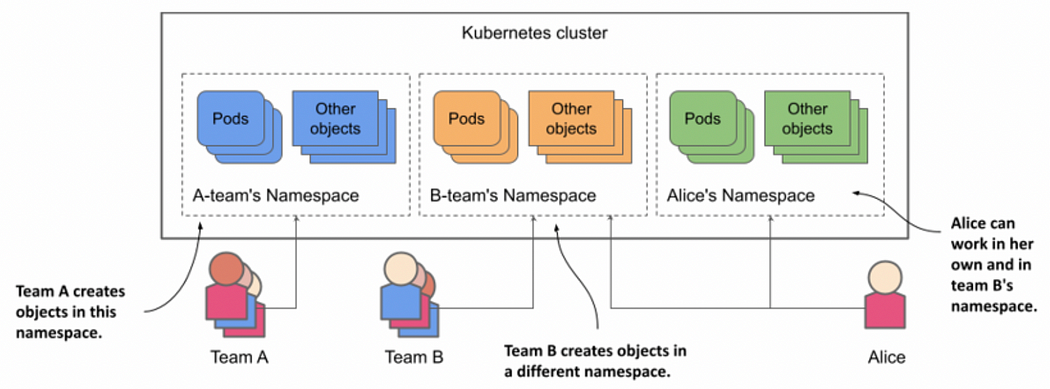 Kubernetes cluster
Pods
Other
objects
Pods
Other
objects
Pods
Other
objects
A-team's Namespace
B-team's Namespace
Alice's Namespace
Team A creates
objects in this
namespace.
Team A
Team B
Team B creates objects in
a different namespace.
Alice
Alice can
work in her
own and in
team B's
namespace.